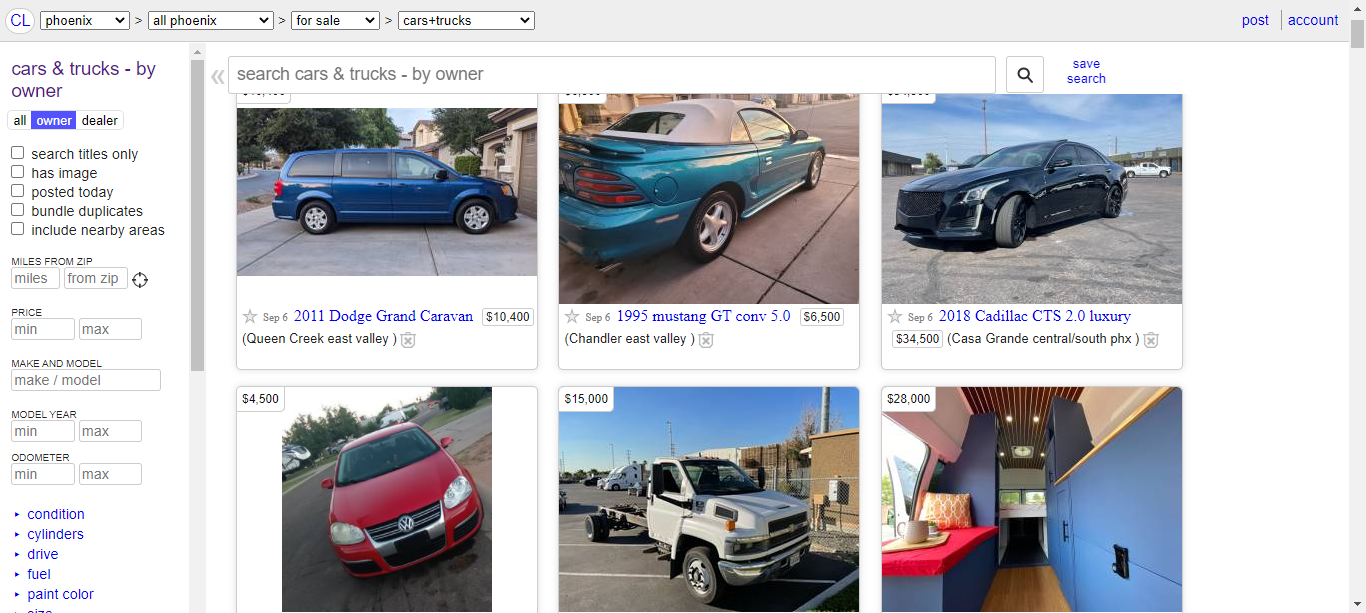 CL phoenix > all phoenix > for sale > cars+trucks post account
cars & trucks - by
owner
all owner dealer
search titles only
has image
posted today
bundle duplicates
include nearby areas
MILES FROM ZIP
miles from zip
PRICE
min max
MAKE AND MODEL
make / model
MODEL YEAR
min max
ODOMETER
min max
condition
cylinders
drive
fuel
paint color
size
« search cars & trucks - by owner
save
search
Sep 6 2011 Dodge Grand Caravan $10,400
(Queen Creek east valley )
Sep 6 1995 mustang GT conv 5.0 $6,500
(Chandler east valley )
Sep 6 2018 Cadillac CTS 2.0 luxury
$34,500 (Casa Grande central/south phx )
$4,500
$15,000
$28,000